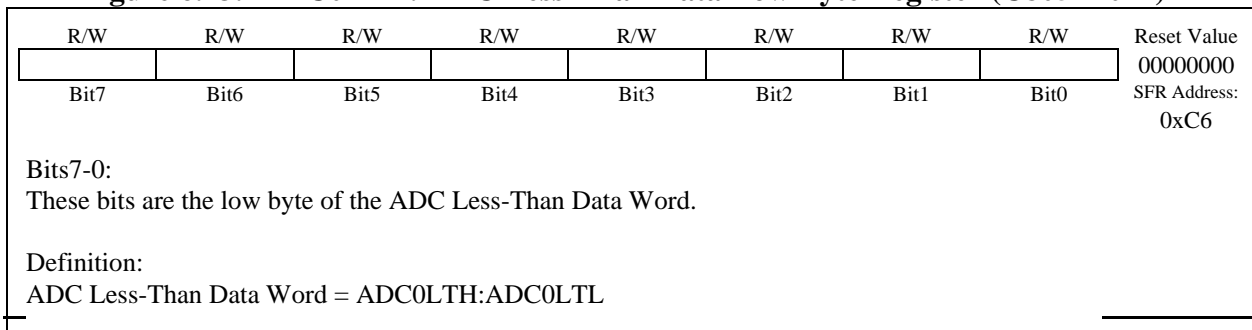 R/W R/W R/W R/W R/W R/W R/W R/W Reset Value
00000000
Bit7 Bit6 Bit5 Bit4 Bit3 Bit2 Bit1 Bit0 SFR Address:
0xC6
Bits7-0:
These bits are the low byte of the ADC Less-Than Data Word.
Definition:
ADC Less-Than Data Word = ADC0LTH:ADC0LTL